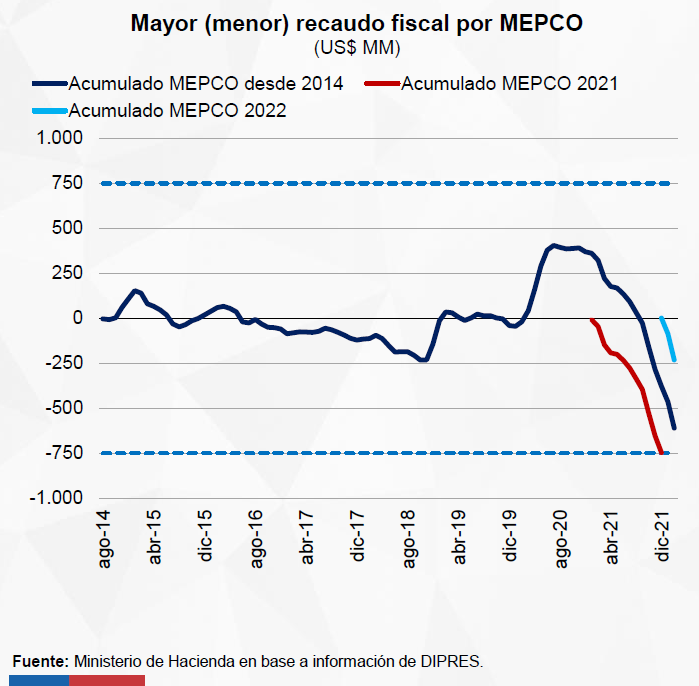 Mayor (menor) recaudo fiscal por MEPCO
(US$ MM)
Acumulado MEPCO desde 2014
Acumulado MEPCO 2021
Acumulado MEPCO 2022
1.000
750
500
250
0
-250
-500
-750
-1.000
ago-14
abr-15
dic-15
ago-16
abr-17
dic-17
ago-18
abr-19
dic-19
ago-20
abr-21
dic-21
Fuente: Ministerio de Hacienda en base a información de DIPRES.